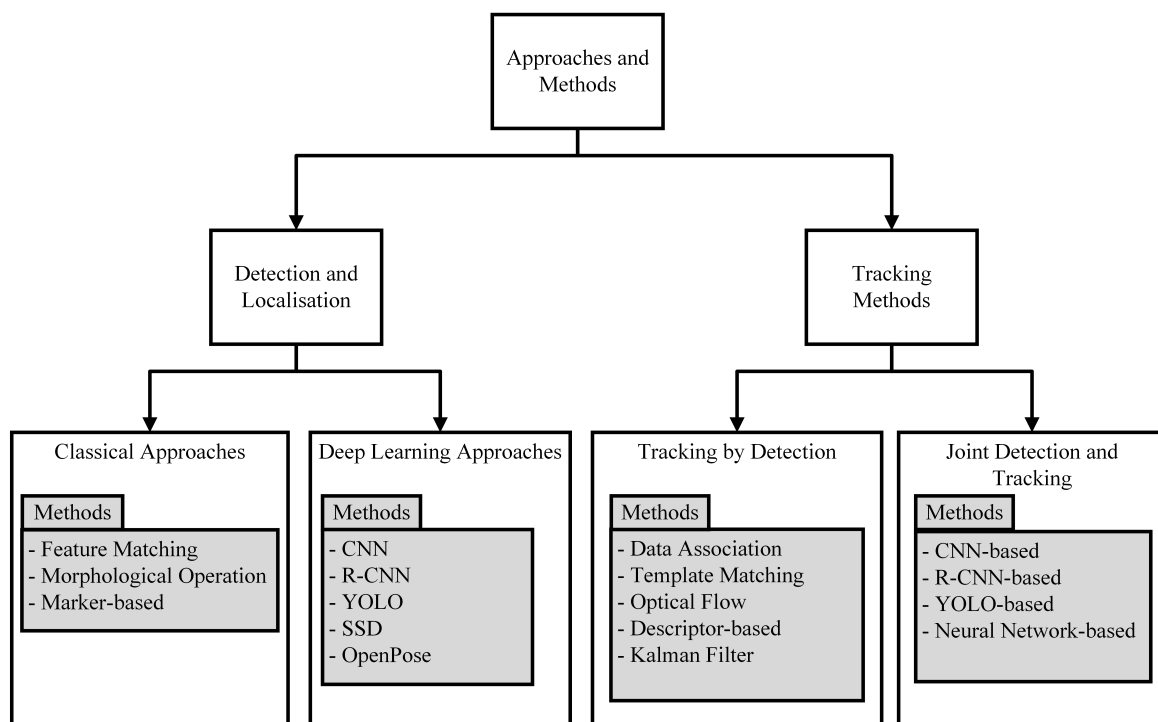 Approaches and
Methods
Detection and
Localisation
Tracking
Methods
Classical Approaches
Methods
- Feature Matching
- Morphological Operation
- Marker-based
Deep Learning Approaches
Methods
- CNN
- R-CNN
- YOLO
- SSD
- OpenPose
Tracking by Detection
Methods
- Data Association
- Template Matching
- Optical Flow
- Descriptor-based
- Kalman Filter
Joint Detection and
Tracking
Methods
- CNN-based
- R-CNN-based
- YOLO-based
- Neural Network-based